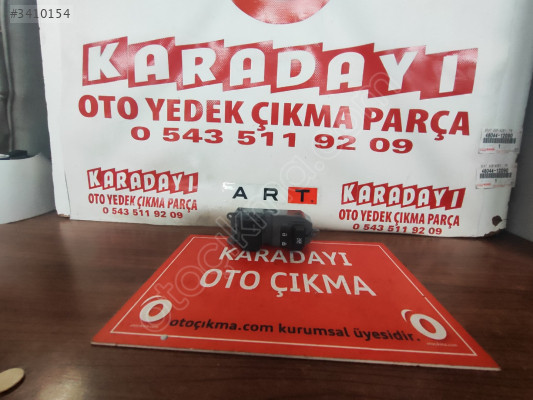 #3410154
KARADAYI
OTO YEDEK ÇIKMA PARÇA
0 543 511 92 09
KARADAYI
OTO YEDEK ÇIKMA PARÇA
0 543 511 92 09
ART.
KARADAYI
OTO YEDEK ÇIKMA PARÇA
0 543 511 92 09
KARADAYI
OTO ÇIKMA
otoçıkma.com kurumsal üyesidir.